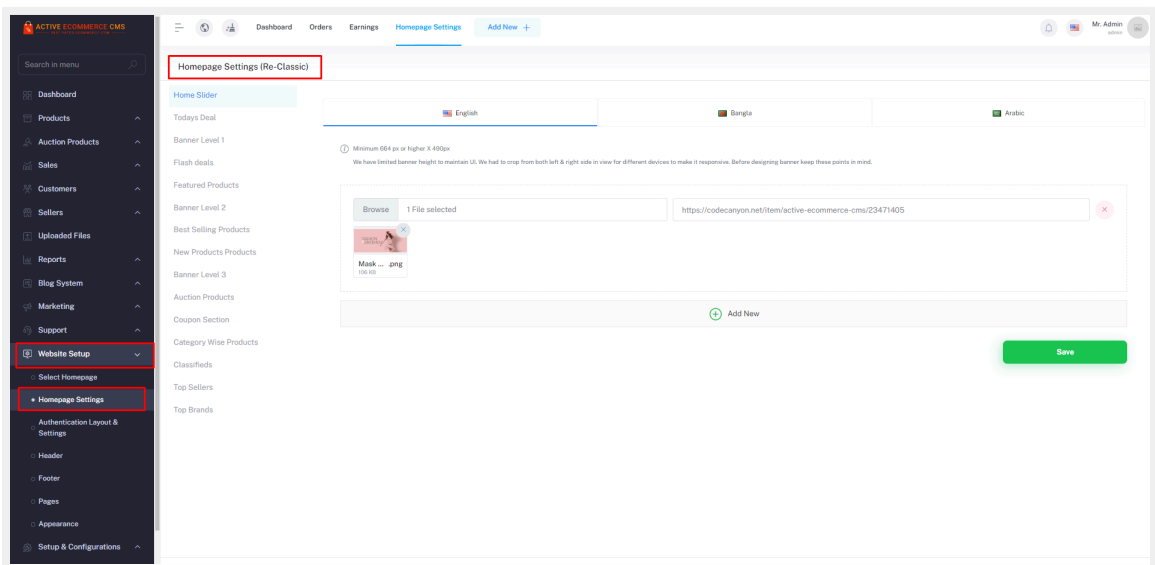 ACTIVE ECOMMERCE CMS
Dashboard
Orders
Earnings
Homepage Settings
Add New +
Mr. Admin
admin
Search in menu
Dashboard
Products
Auction Products
Sales
Customers
Sellers
Uploaded Files
Reports
Blog System
Marketing
Support
Website Setup
Select Homepage
Homepage Settings
Authentication Layout &
Settings
Header
Footer
Pages
Appearance
Setup & Configurations
Homepage Settings (Re-Classic)
Home Slider
Todays Deal
Banner Level 1
Flash deals
Featured Products
Banner Level 2
Best Selling Products
New Products Products
Banner Level 3
Auction Products
Coupon Section
Category Wise Products
Classifieds
Top Sellers
Top Brands
English
Bangla
Arabic
Minimum 664 px or higher X 490px
We have limited banner height to maintain UI. We had to crop from both left & right side in view for different devices to make it responsive. Before designing banner keep these points in mind.
Browse
1 File selected
https://codecanyon.net/item/active-ecommerce-cms/23471405
Mask ... .png
106 KB
Add New
Save